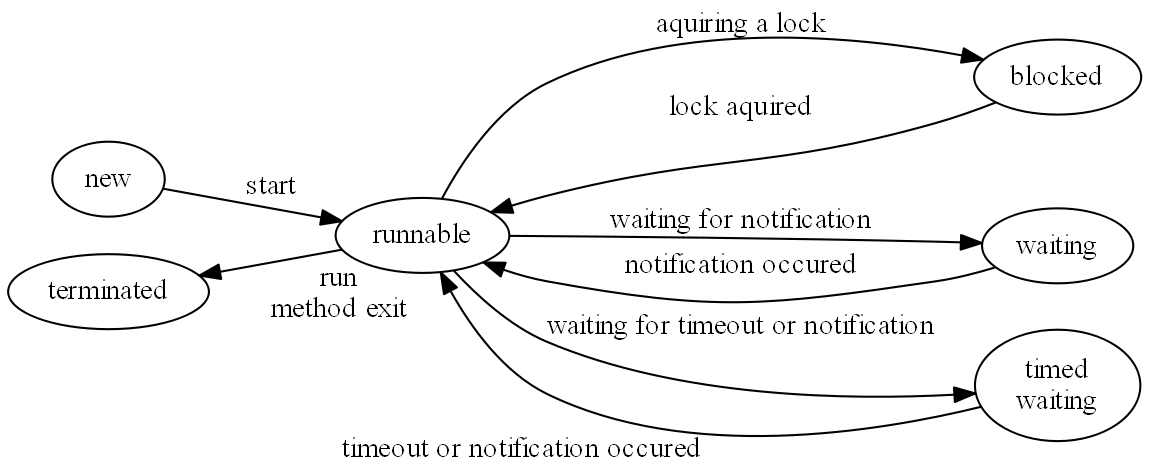 aquiring a lock
blocked
lock aquired
new
start
runnable
waiting for notification
waiting
notification occured
terminated
run
method exit
waiting for timeout or notification
timed
waiting
timeout or notification occured